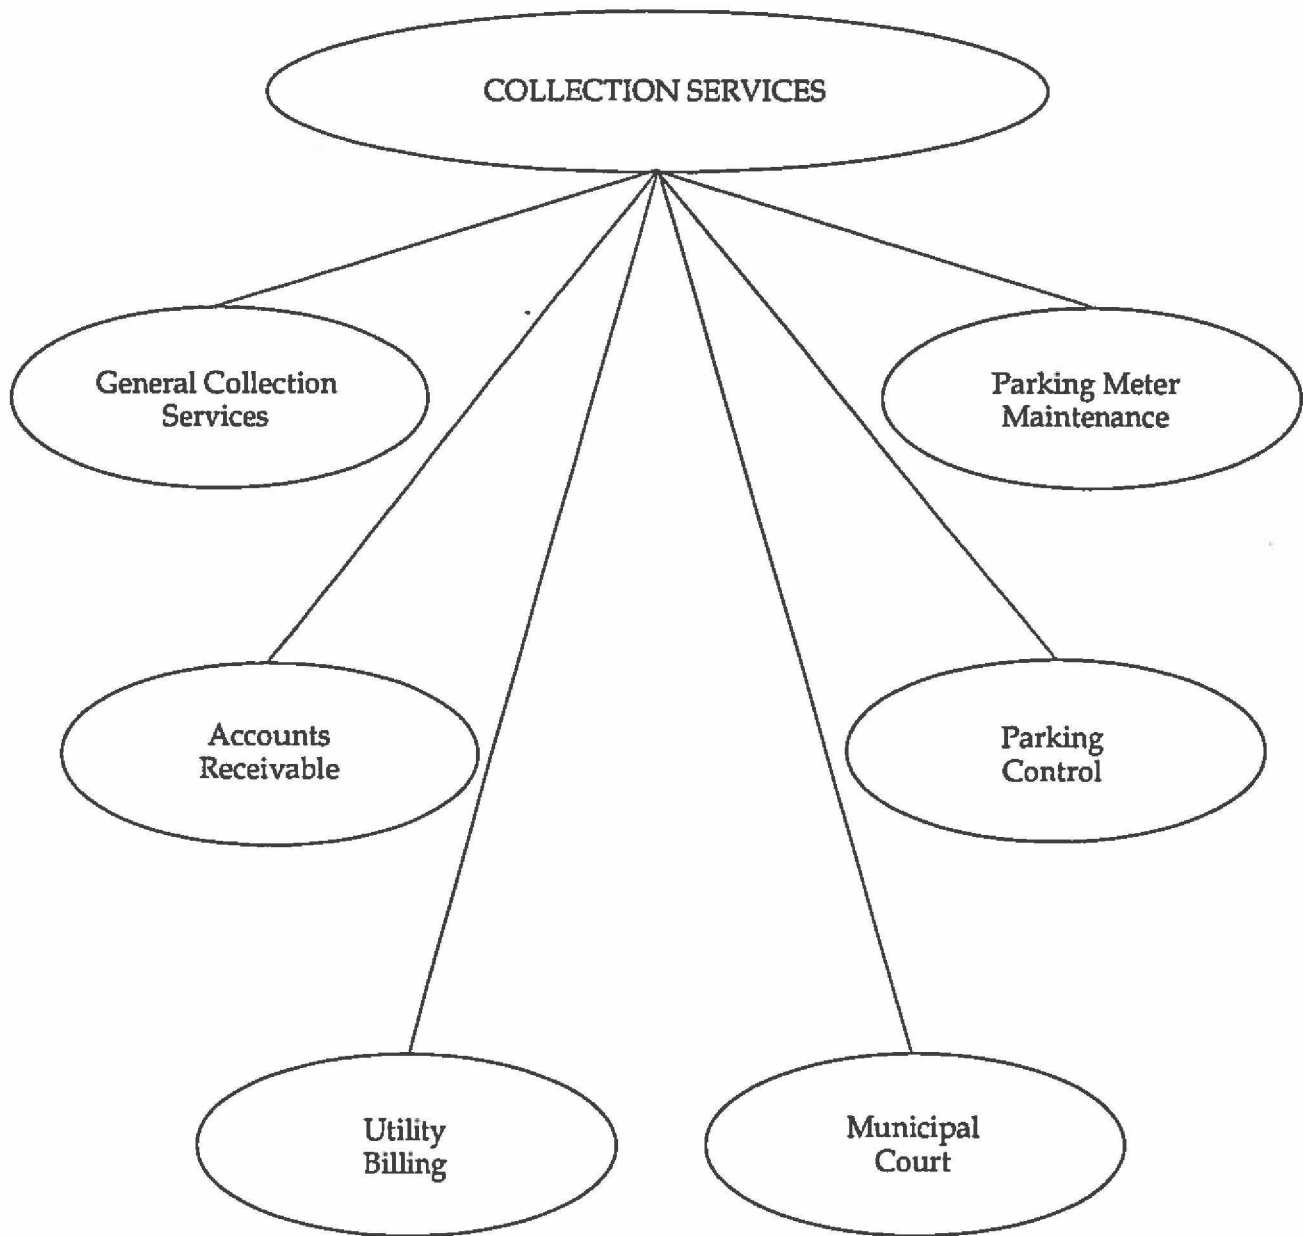 COLLECTION SERVICES
General Collection
Services
Parking Meter
Maintenance
Accounts
Receivable
Parking
Control
Utility
Billing
Municipal
Court